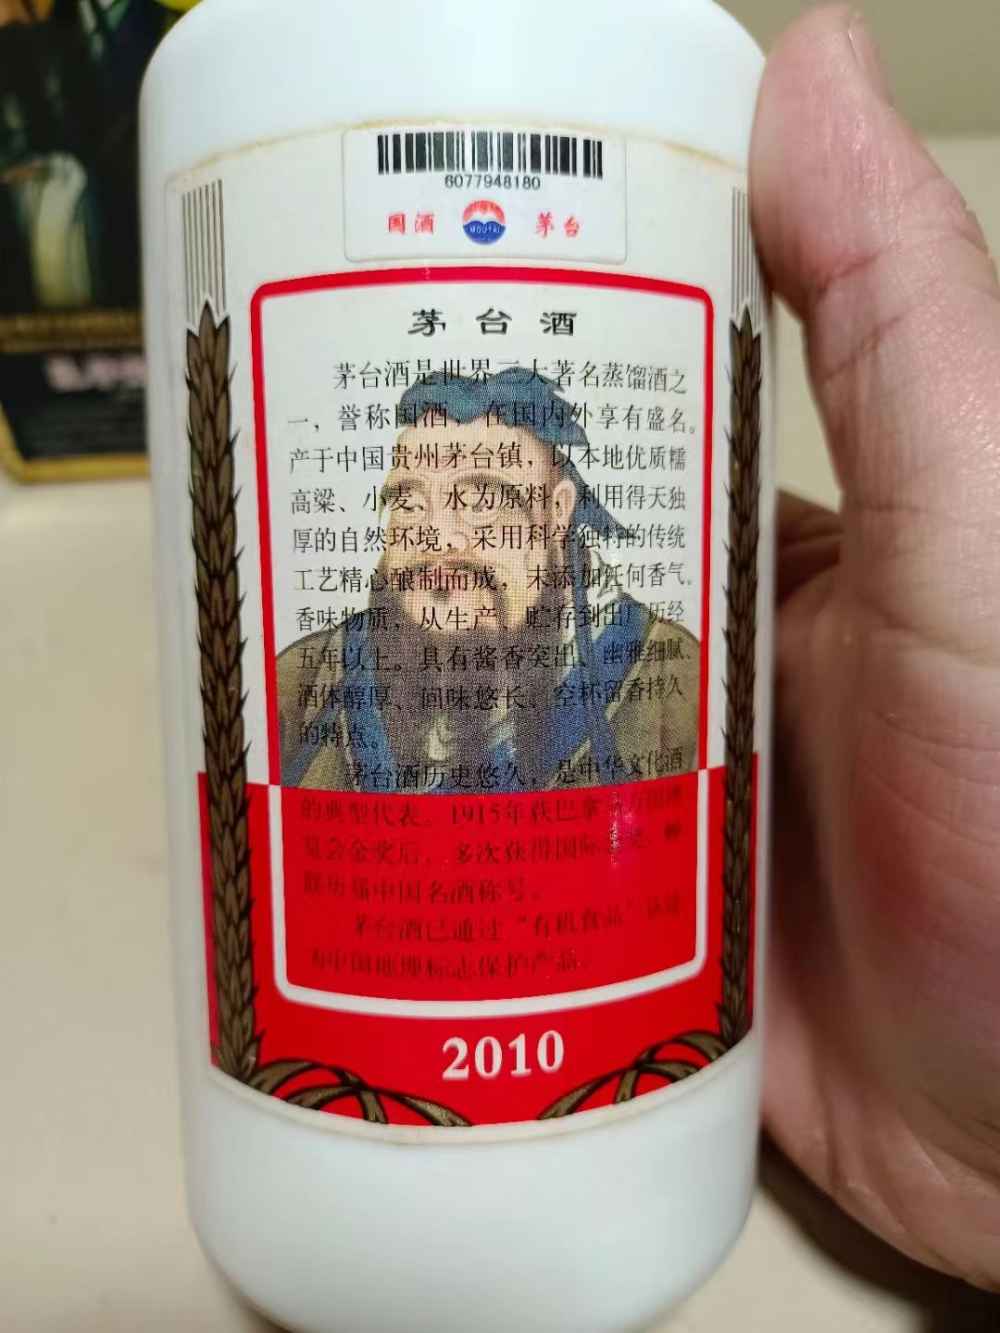 6077948180
国酒 MOUTAI 茅台
茅台酒
茅台酒是世界三大著名蒸馏酒之
一，誉称国酒，在国内外享有盛名。
产于中国贵州茅台镇，以本地优质糯
高粱、小麦、水为原料，利用得天独
厚的自然环境，采用科学独特的传统
工艺精心酿制而成，未添加任何香气、
香味物质，从生产、贮存到出厂历经
五年以上。具有酱香突出、幽雅细腻、
酒体醇厚、回味悠长、空杯留香持久
的特点。
茅台酒历史悠久，是中华文化酒
的典型代表。1915年获巴拿万国博
览会金奖后，多次获得国际金奖，蝉
联历届中国名酒称号。
茅台酒已通过“有机食品”认证
为中国地理标志保护产品。
2010